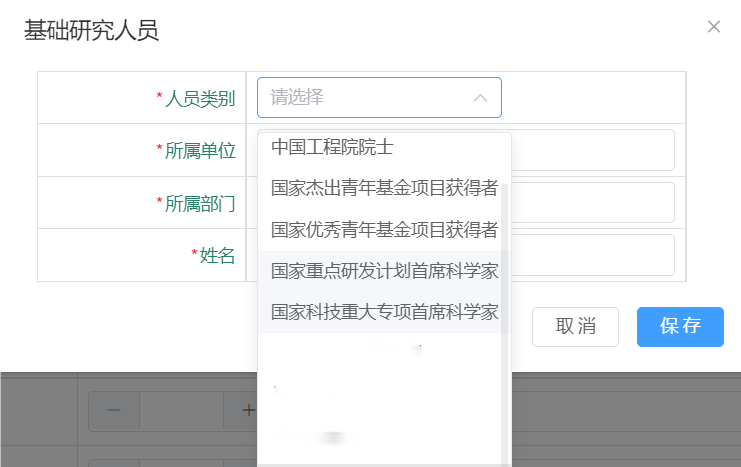 基础研究人员
*人员类别
请选择
*所属单位
中国工程院院士
国家杰出青年基金项目获得者
*所属部门
国家优秀青年基金项目获得者
*姓名
国家重点研发计划首席科学家
国家科技重大专项首席科学家
取消
保存